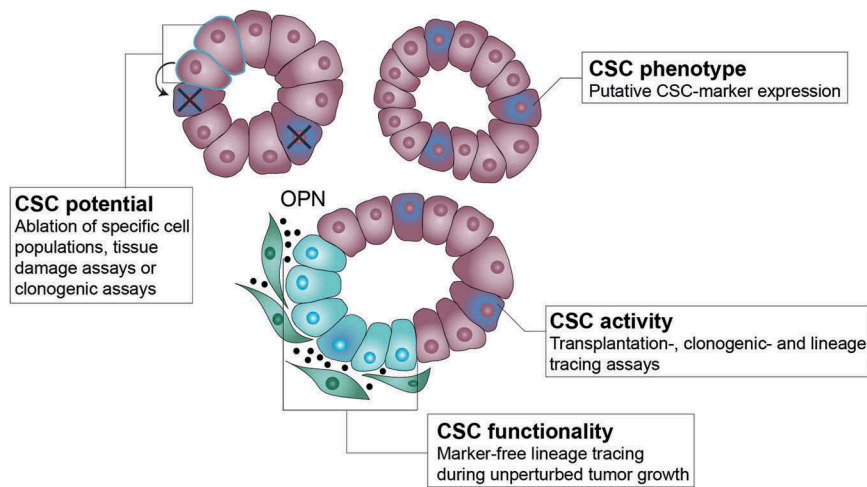 CSC phenotype
Putative CSC-marker expression
CSC potential
Ablation of specific cell
populations, tissue
damage assays or
clonogenic assays
OPN
CSC activity
Transplantation-, clonogenic- and lineage
tracing assays
CSC functionality
Marker-free lineage tracing
during unperturbed tumor growth